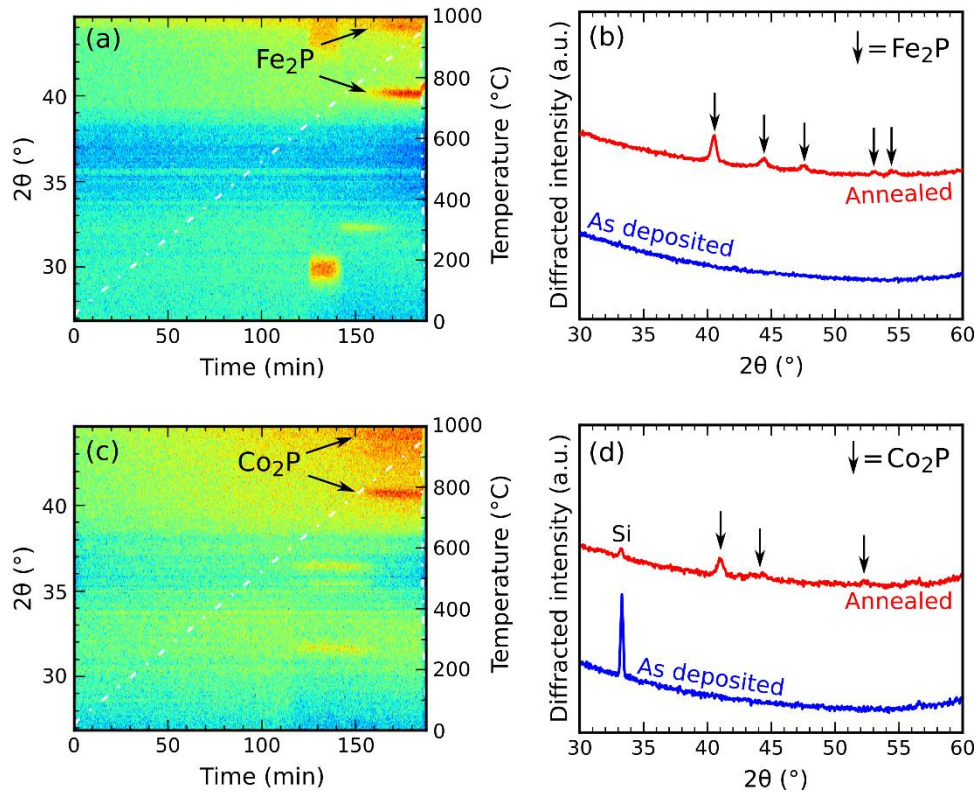 (a)
Fe₂P
2θ (°)
40
35
30
0
50
100
150
Time (min)
1000
800
600
400
200
0
Temperature (°C)
(b)
=Fe₂P
Annealed
As deposited
Diffracted intensity (a.u.)
30
35
40
45
50
55
60
2θ (°)
(c)
Co₂P
2θ (°)
40
35
30
0
50
100
150
Time (min)
1000
800
600
400
200
0
Temperature (°C)
(d)
=Co₂P
Si
Annealed
As deposited
Diffracted intensity (a.u.)
30
35
40
45
50
55
60
2θ (°)